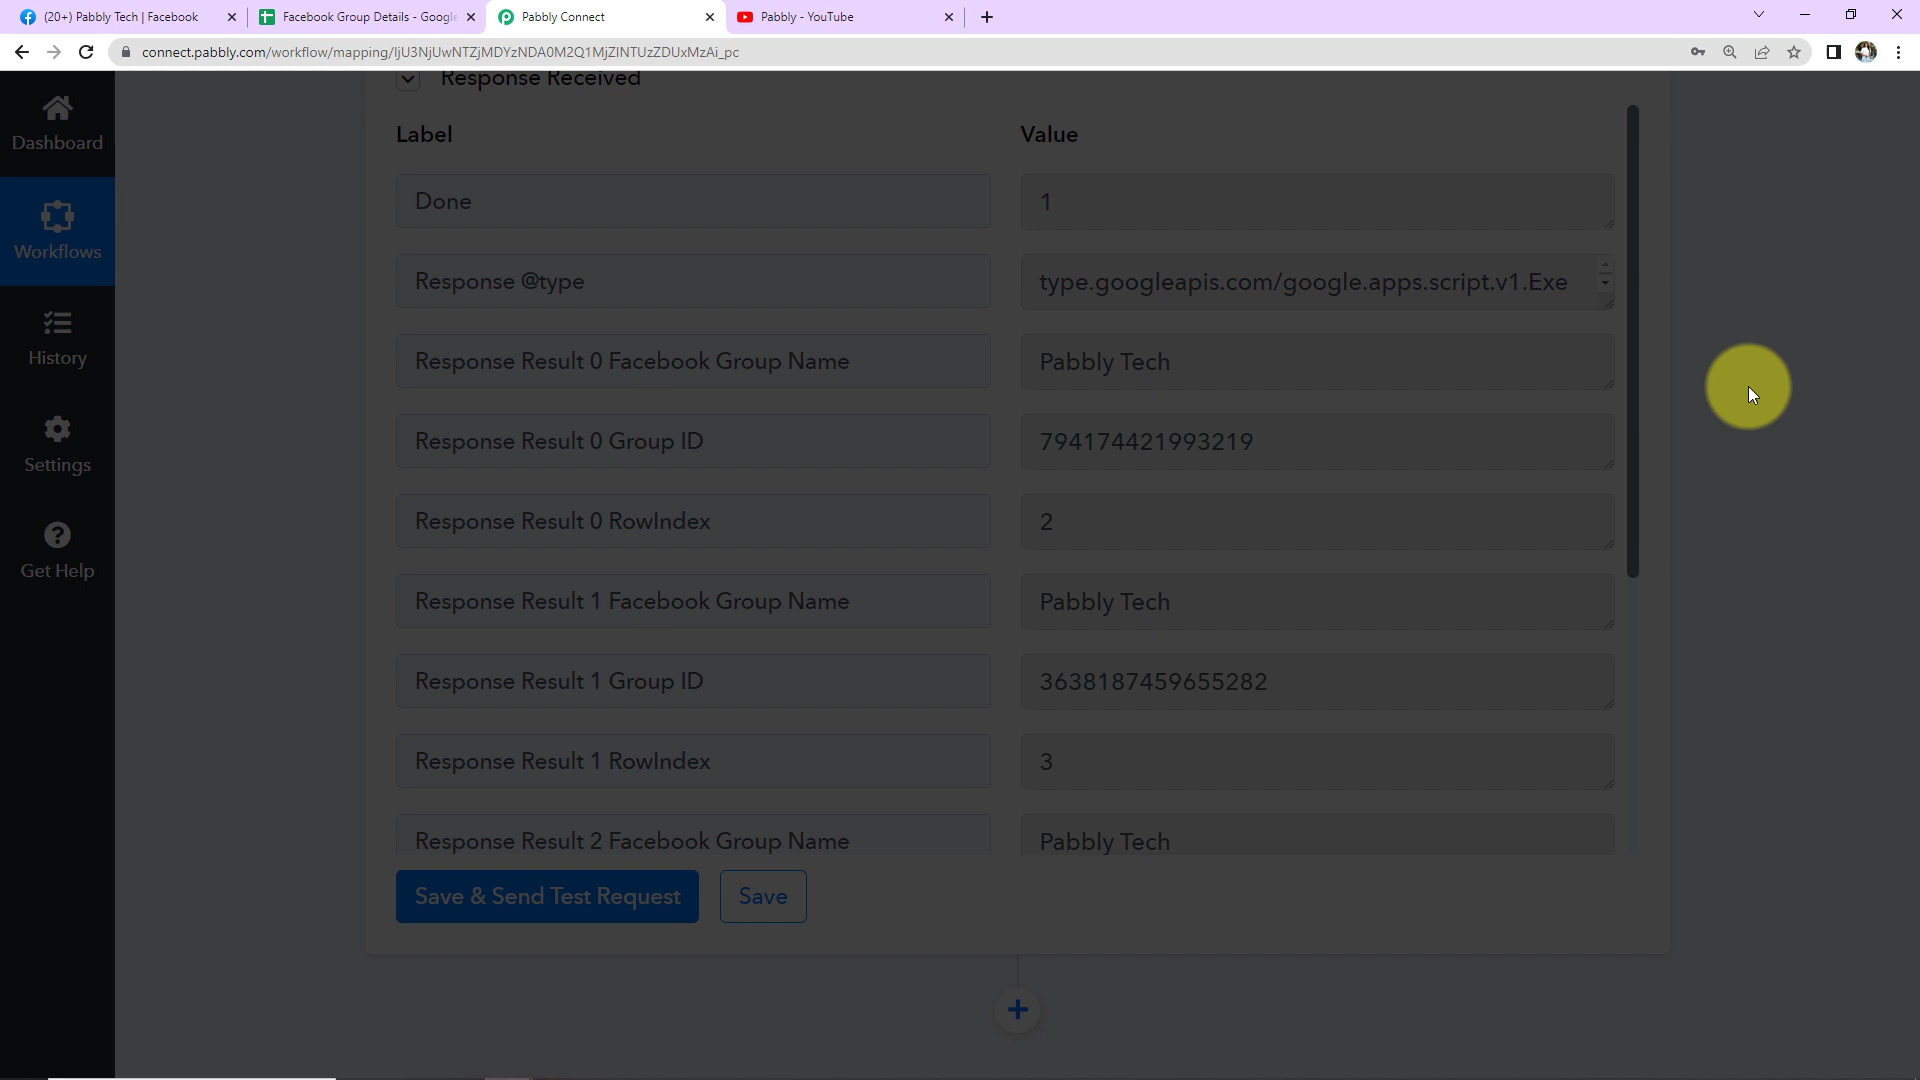 (20+) Pabbly Tech | Facebook
Facebook Group Details - Google
Pabbly Connect
Pabbly - YouTube
connect.pabbly.com/workflow/mapping/IjU3NjUwNTZjMDYzNDA0M2Q1MjZlNTUzZDUxMzAi_pc
Response Received
Dashboard
Label
Value
Done
1
Workflows
Response @type
type.googleapis.com/google.apps.script.v1.Exe
History
Response Result 0 Facebook Group Name
Pabbly Tech
Response Result 0 Group ID
794174421993219
Settings
Response Result 0 RowIndex
2
Get Help
Response Result 1 Facebook Group Name
Pabbly Tech
Response Result 1 Group ID
3638187459655282
Response Result 1 RowIndex
3
Response Result 2 Facebook Group Name
Pabbly Tech
Save & Send Test Request
Save